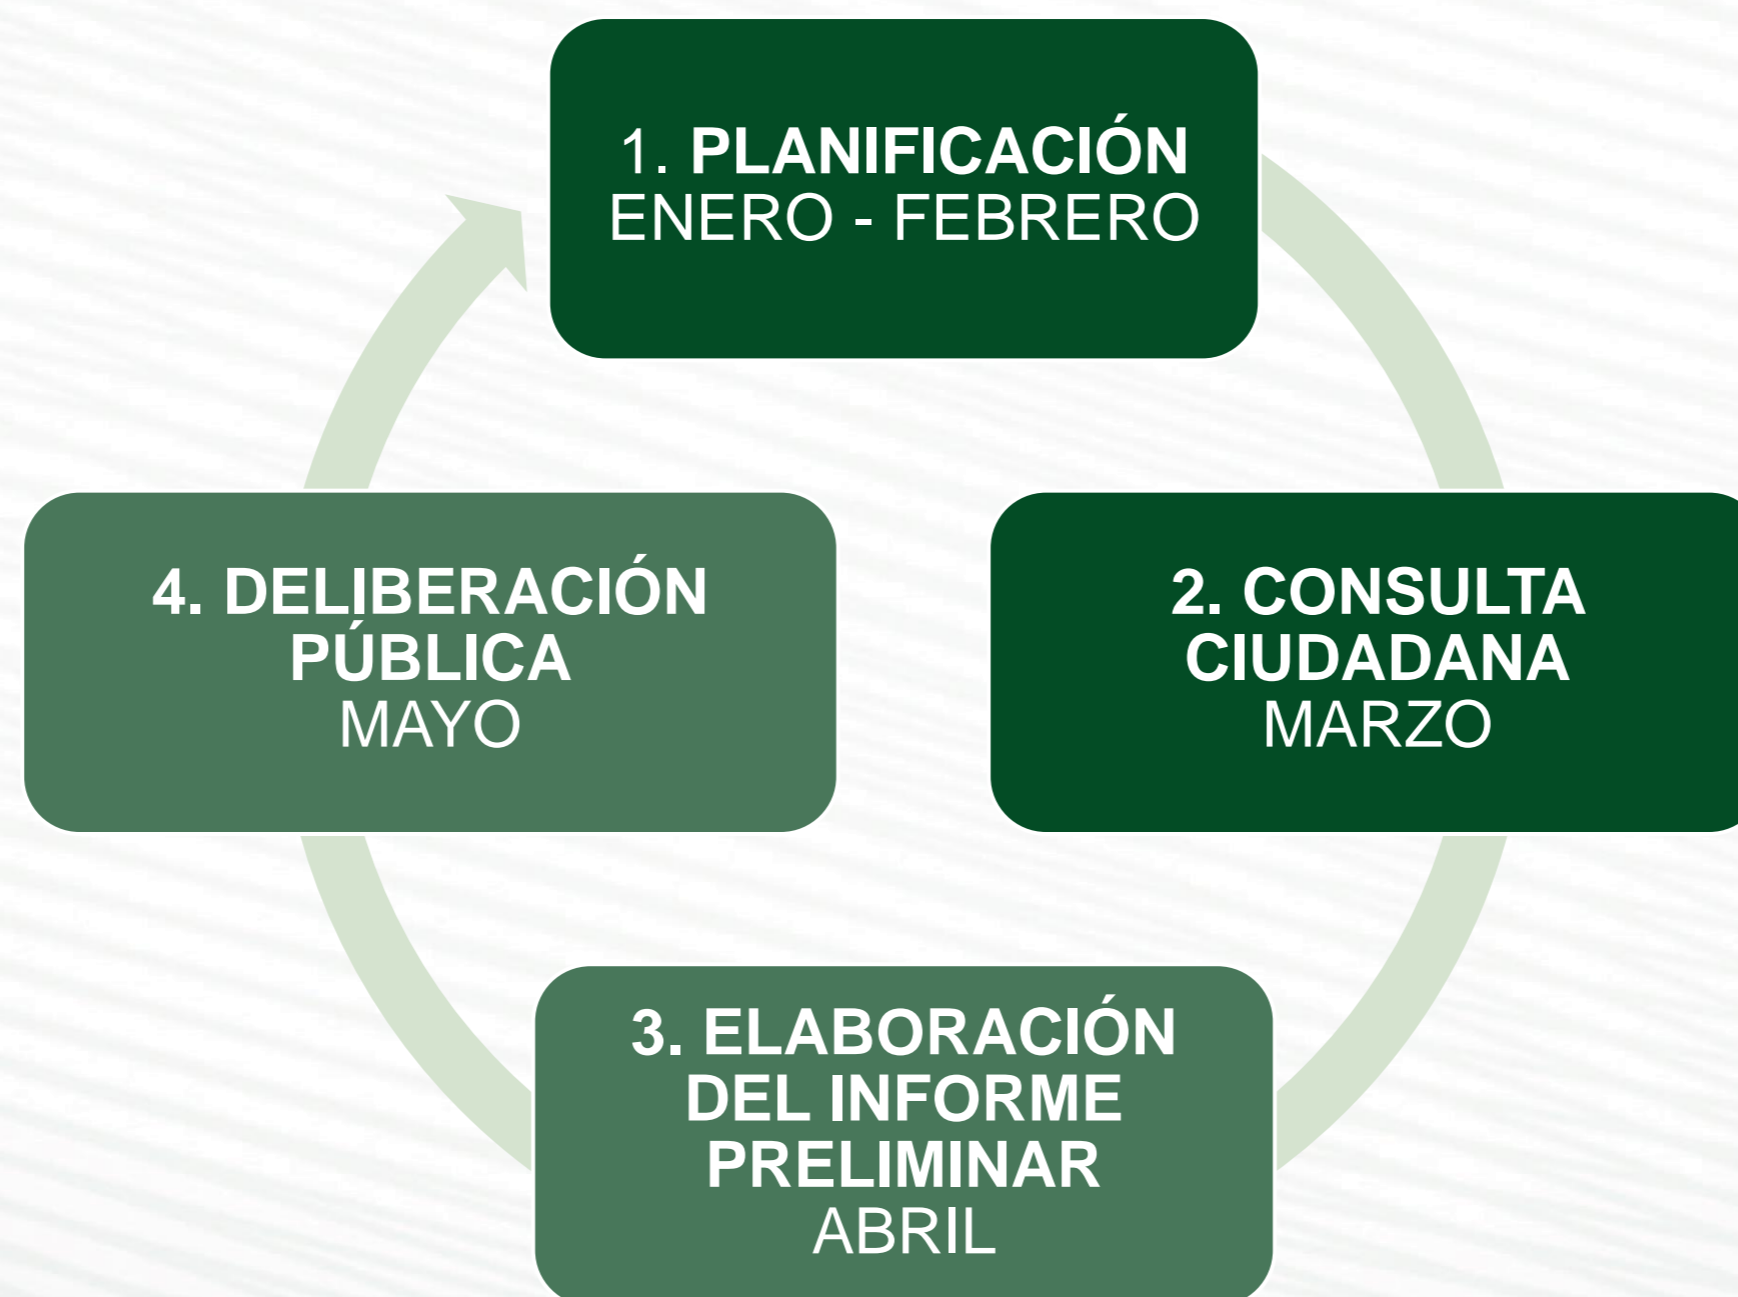 1. PLANIFICACIÓN
ENERO - FEBRERO
2. CONSULTA
CIUDADANA
MARZO
3. ELABORACIÓN
DEL INFORME
PRELIMINAR
ABRIL
4. DELIBERACIÓN
PÚBLICA
MAYO